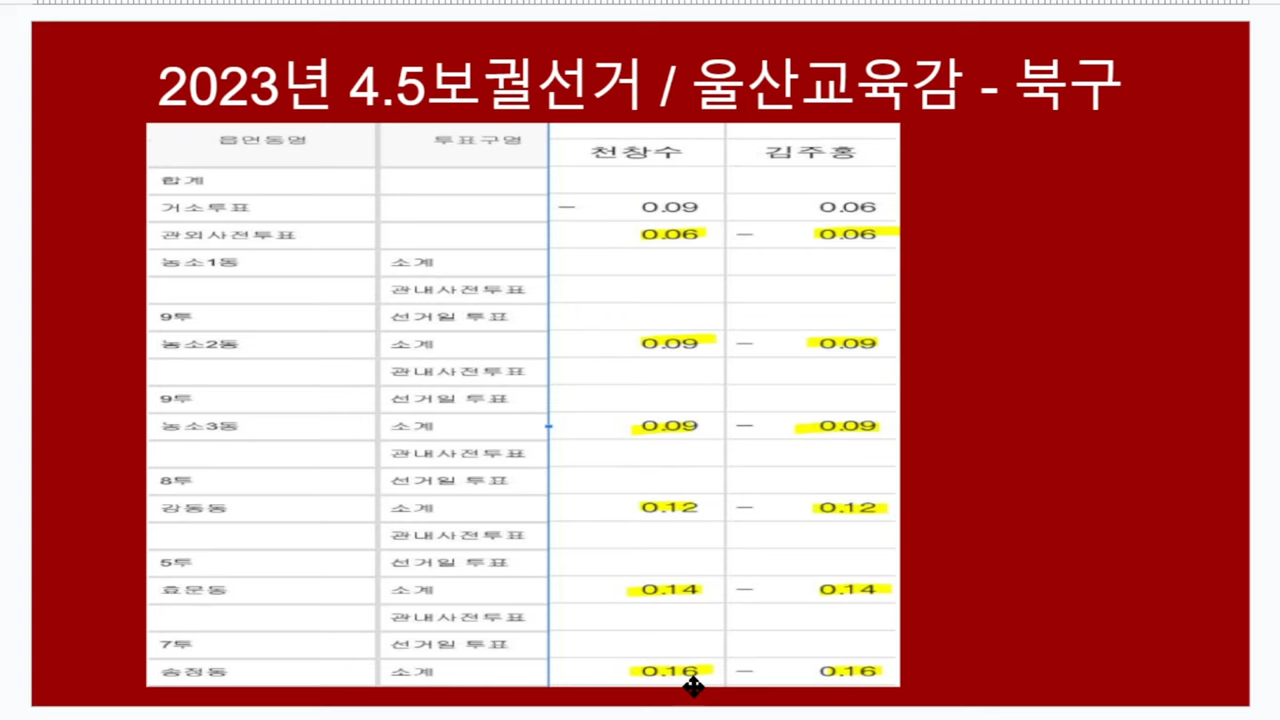 2023년 4.5보궐선거 / 울산교육감 - 북구
읍면동명 투표구명 천창수 김주홍
합계
거소투표 − 0.09 0.06
관외사전투표 0.06 − 0.06
농소1동 소계
관내사전투표
9투 선거일 투표
농소2동 소계 0.09 − 0.09
관내사전투표
9투 선거일 투표
농소3동 소계 0.09 − 0.09
관내사전투표
8투 선거일 투표
강동동 소계 0.12 − 0.12
관내사전투표
5투 선거일 투표
효문동 소계 0.14 − 0.14
관내사전투표
7투 선거일 투표
송정동 소계 0.16 − 0.16